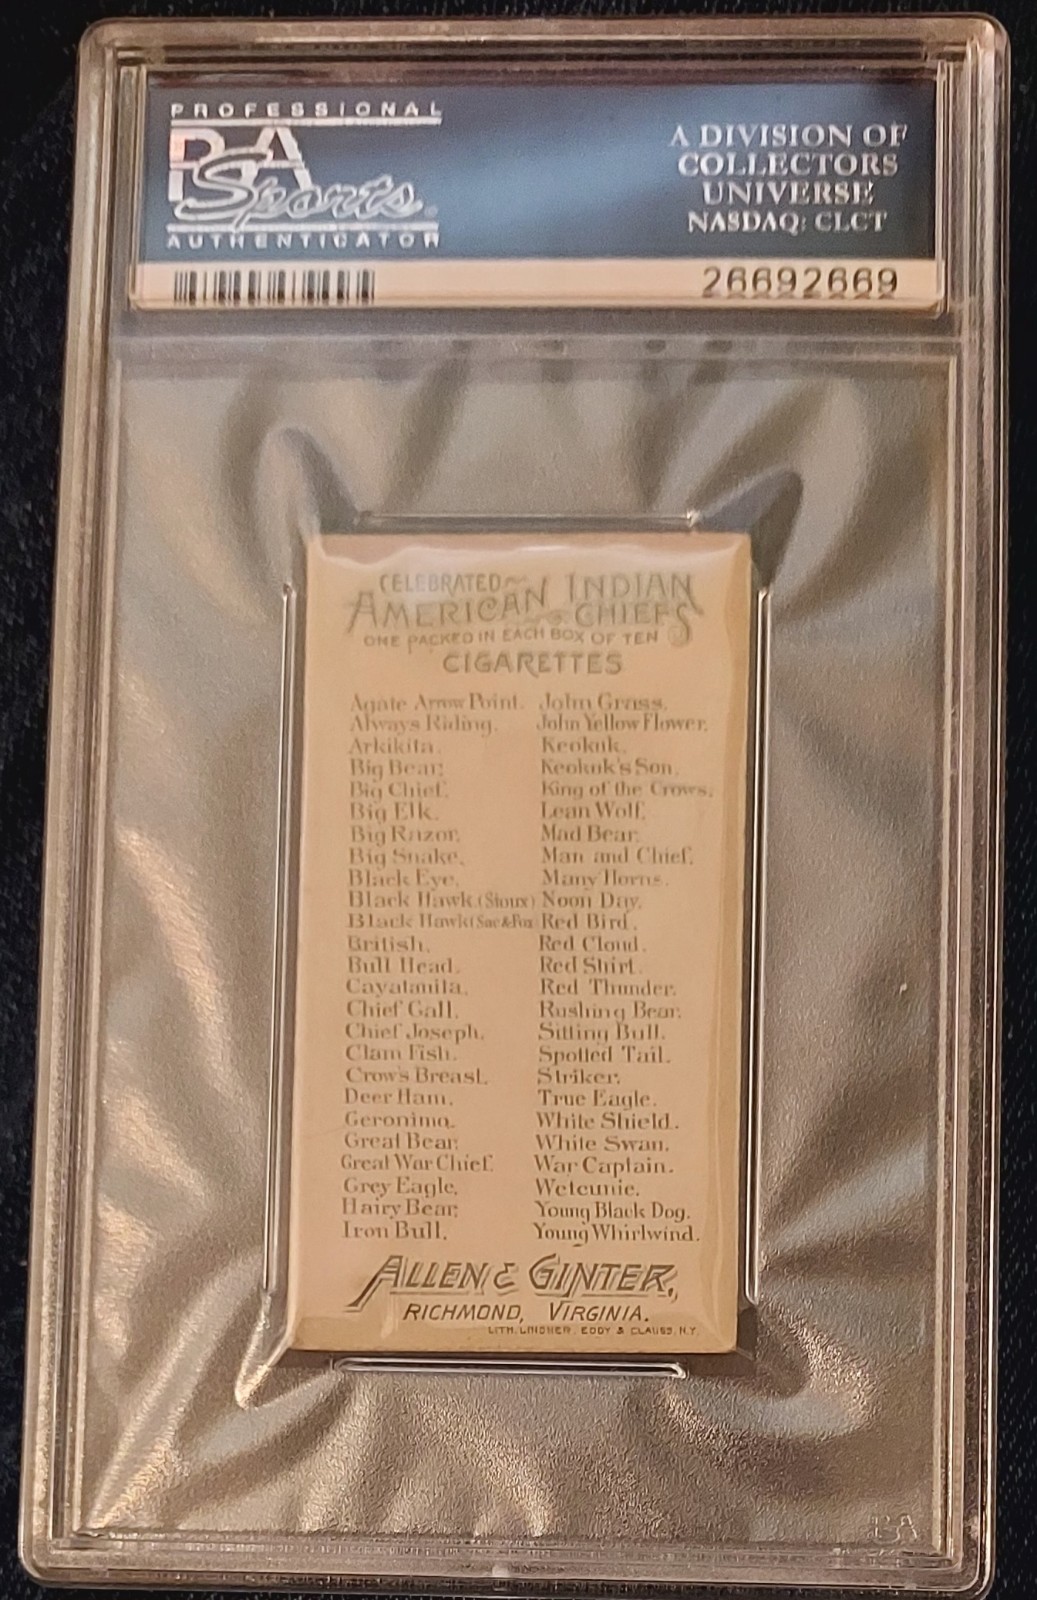 PROFESSIONAL
PSA
Sports
AUTHENTICATOR
A DIVISION OF
COLLECTORS
UNIVERSE
NASDAQ: CLCT
26692669
CELEBRATED
AMERICAN INDIAN
CHIEFS
ONE PACKED IN EACH BOX OF TEN
CIGARETTES
Agate Arrow Point.
Always Riding.
Arkikita.
Big Bear.
Big Chief.
Big Elk.
Big Razor.
Big Snake.
Black Eye.
Black Hawk (Sioux)
Black Hawk (Sac & Fox
British.
Bull Head.
Cayatanita.
Chief Gall.
Chief Joseph.
Clam Fish.
Crow's Breast.
Deer Ham.
Geronimo.
Great Bear.
Great War Chief.
Grey Eagle.
Hairy Bear.
Iron Bull.
John Grass.
John Yellow Flower.
Keokuk.
Keokuk's Son.
King of the Crows.
Lean Wolf.
Mad Bear.
Man and Chief.
Many Horns.
Noon Day.
Red Bird.
Red Cloud.
Red Shirt.
Red Thunder.
Rushing Bear.
Sitting Bull.
Spotted Tail.
Striker.
True Eagle.
White Shield.
White Swan.
War Captain.
Wetcunie.
Young Black Dog.
Young Whirlwind.
ALLEN & GINTER,
RICHMOND, VIRGINIA.
LITH. LINDNER, EDDY & CLAUSS, N.Y.
PSA